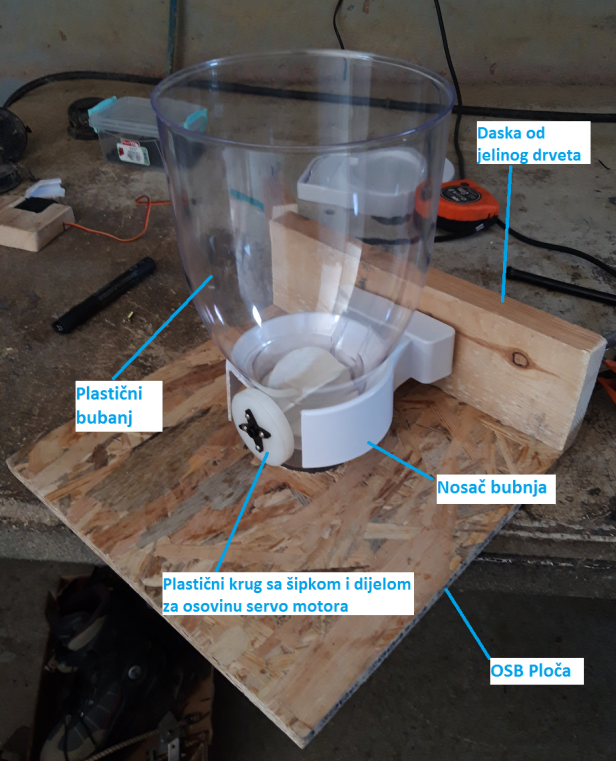 Daska od
jelinog drveta
Plastični
bubanj
Nosač bubnja
Plastični krug sa šipkom i dijelom
za osovinu servo motora
OSB Ploča